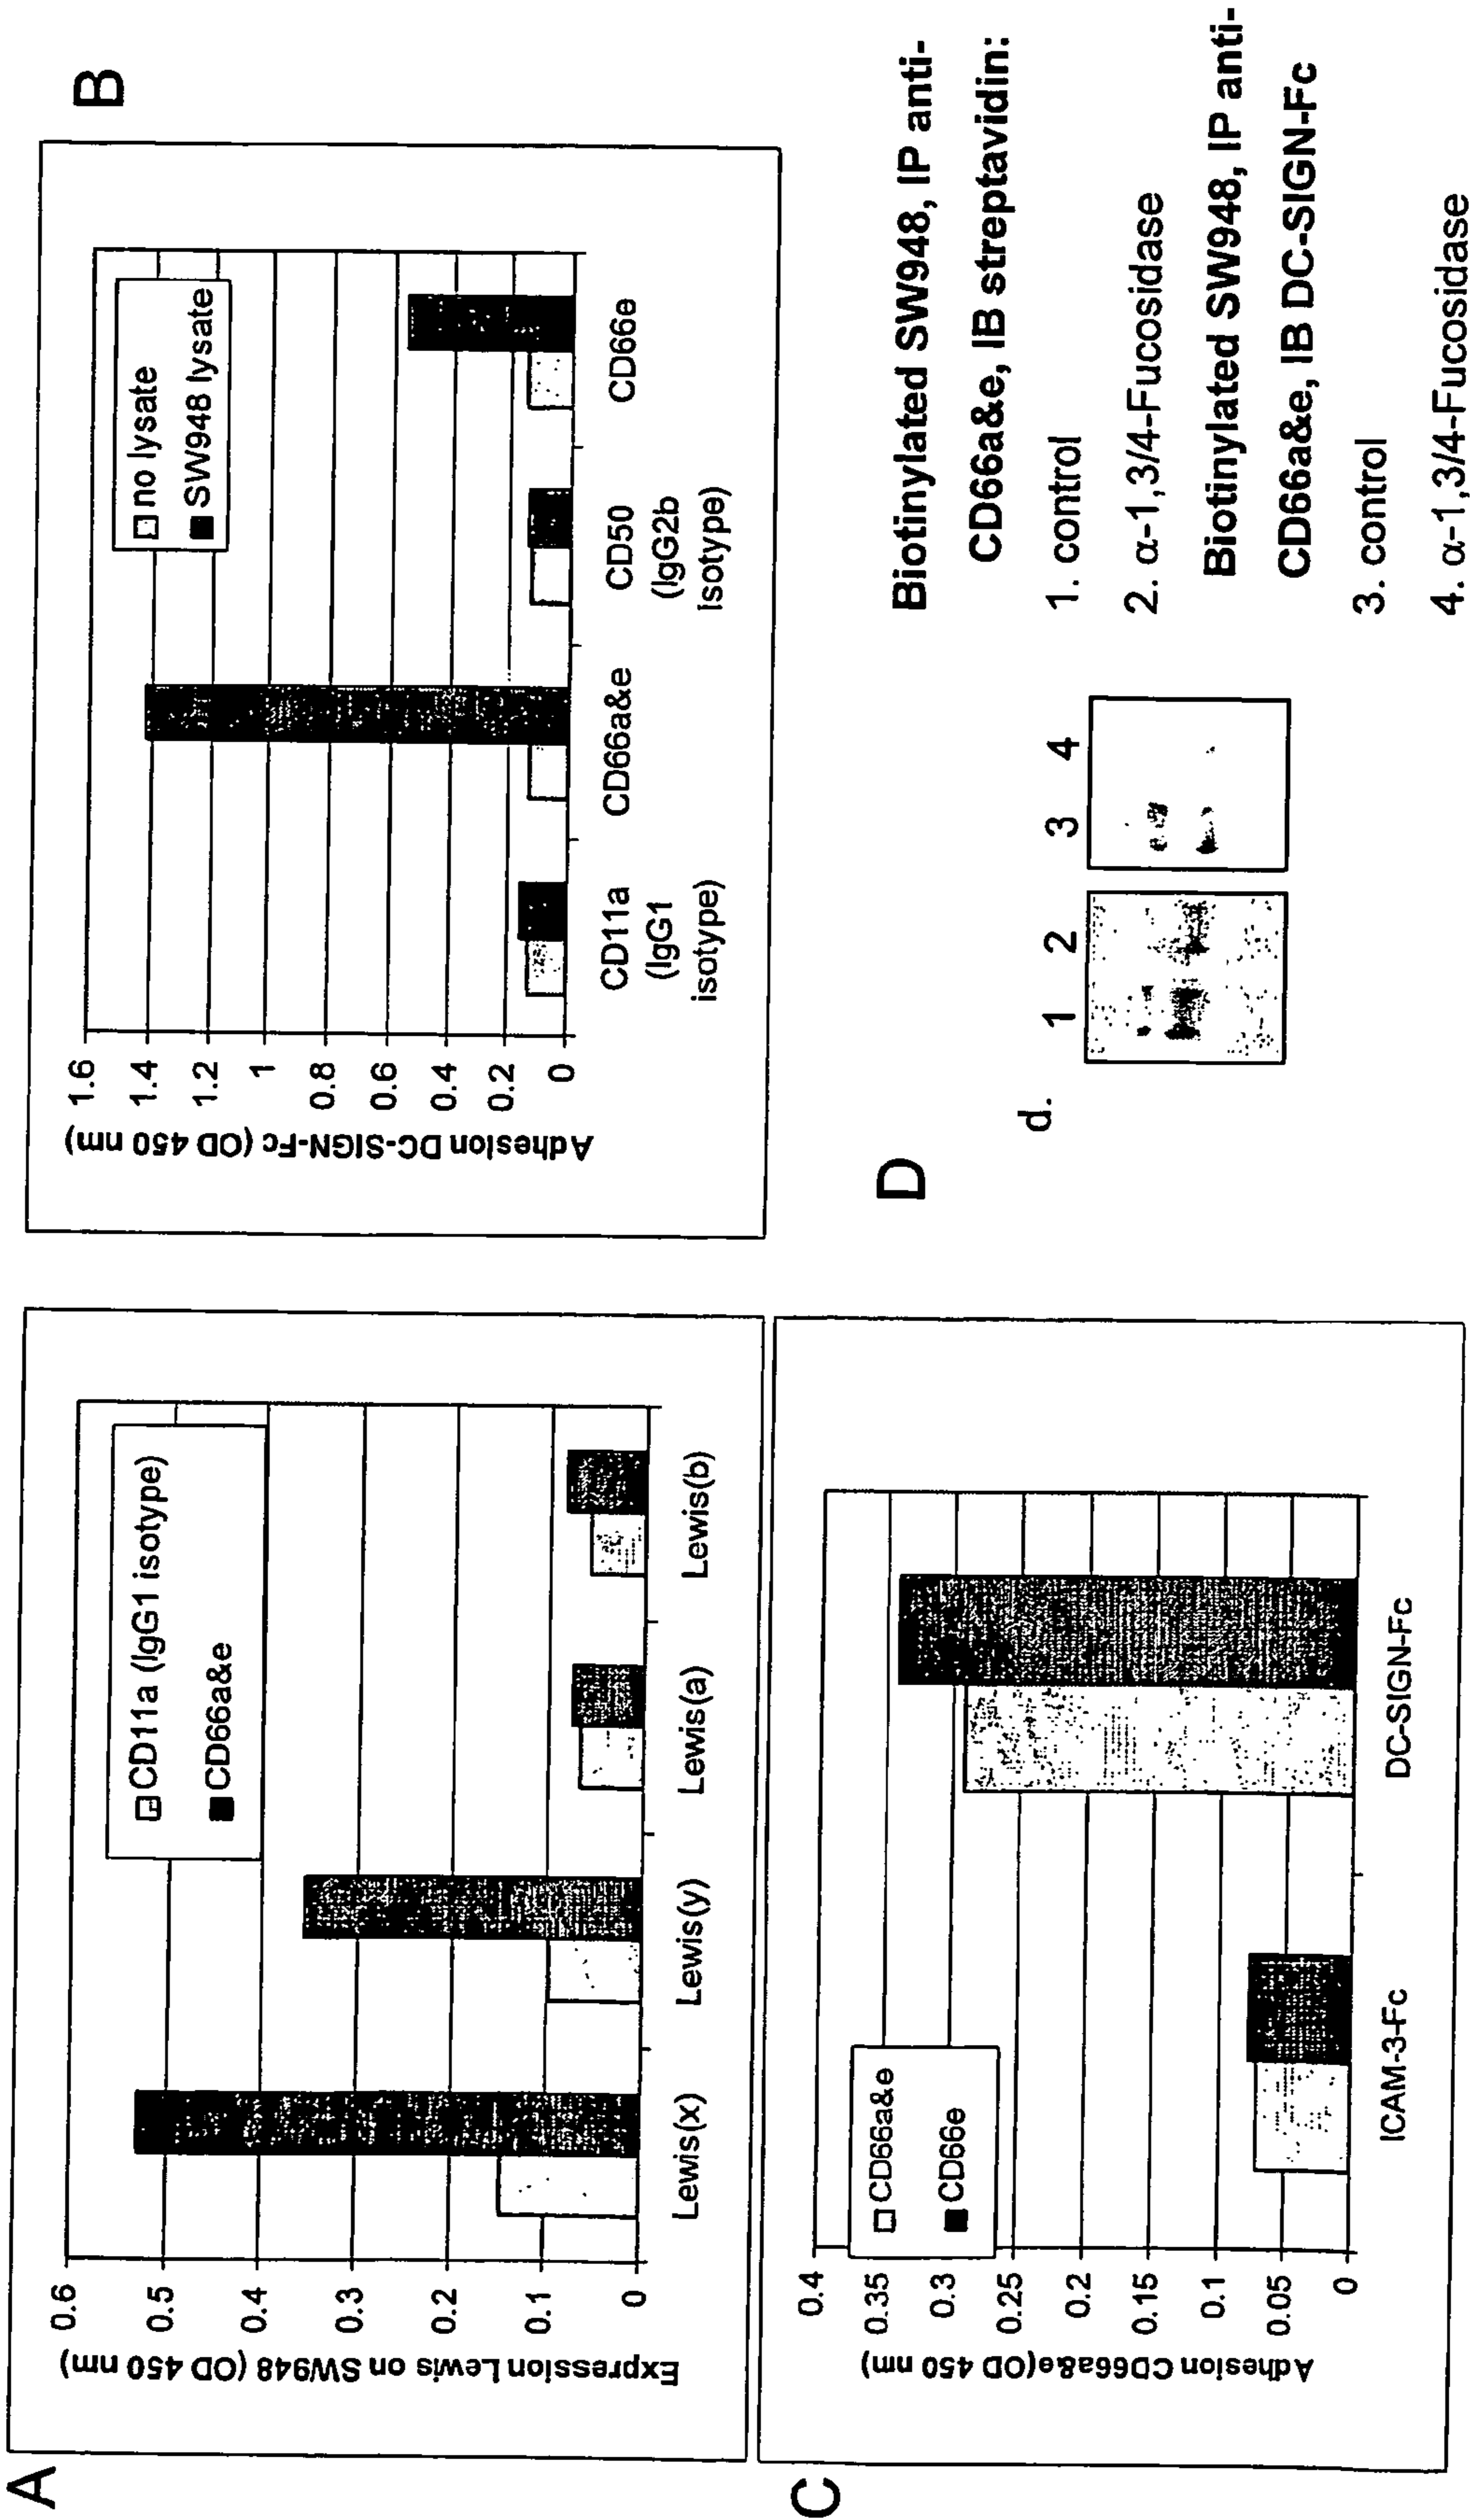 A
Expression Lewis on SW948 (OD 450 nm)
0.6
0.5
0.4
0.3
0.2
0.1
0
CD11a (IgG1 isotype)
CD66a&e
Lewis(x)
Lewis(y)
Lewis(a)
Lewis(b)
B
Adhesion DC-SIGN-Fc (OD 450 nm)
1.6
1.4
1.2
1
0.8
0.6
0.4
0.2
0
no lysate
SW948 lysate
CD11a
(IgG1
isotype)
CD66a&e
CD50
(IgG2b
isotype)
CD66e
C
Adhesion CD66a&e(OD 450 nm)
0.4
0.35
0.3
0.25
0.2
0.15
0.1
0.05
0
CD66a&e
CD66e
ICAM-3-Fc
DC-SIGN-Fc
D
d.
1 2 3 4
Biotinylated SW948, IP anti-
CD66a&e, IB streptavidin:
1. control
2. α-1,3/4-Fucosidase
Biotinylated SW948, IP anti-
CD66a&e, IB DC-SIGN-Fc
3. control
4. α-1,3/4-Fucosidase